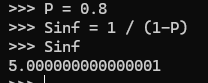 >>> P = 0.8
>>> Sinf = 1 / (1-P)
>>> Sinf
5.000000000000001
>>>